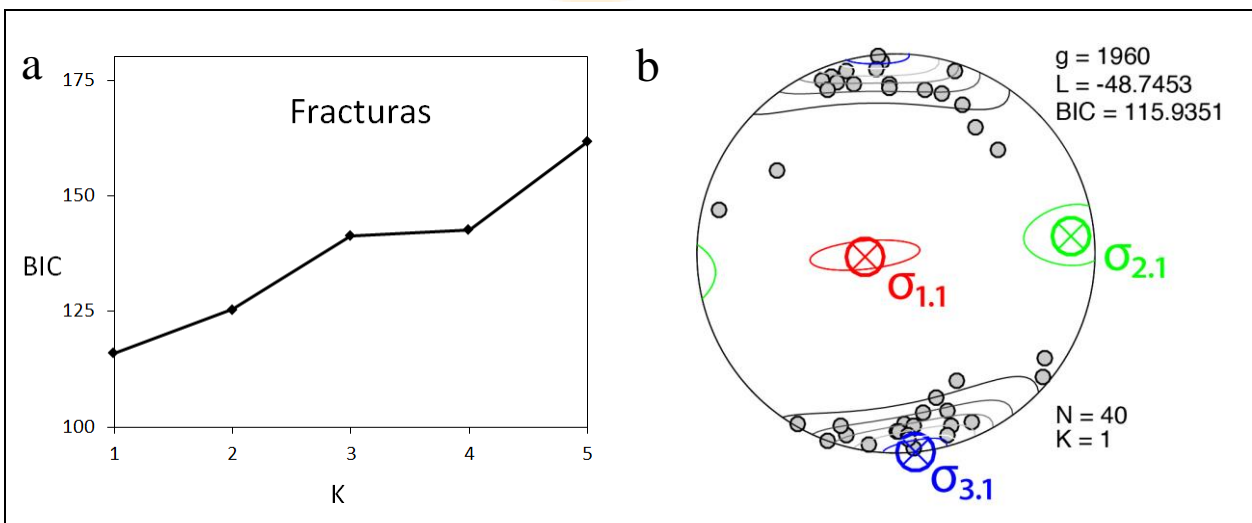 a
Fracturas
175
150
BIC
125
100
1 2 3 4 5
K
b
g = 1960
L = -48.7453
BIC = 115.9351
σ2.1
σ1.1
N = 40
K = 1
σ3.1